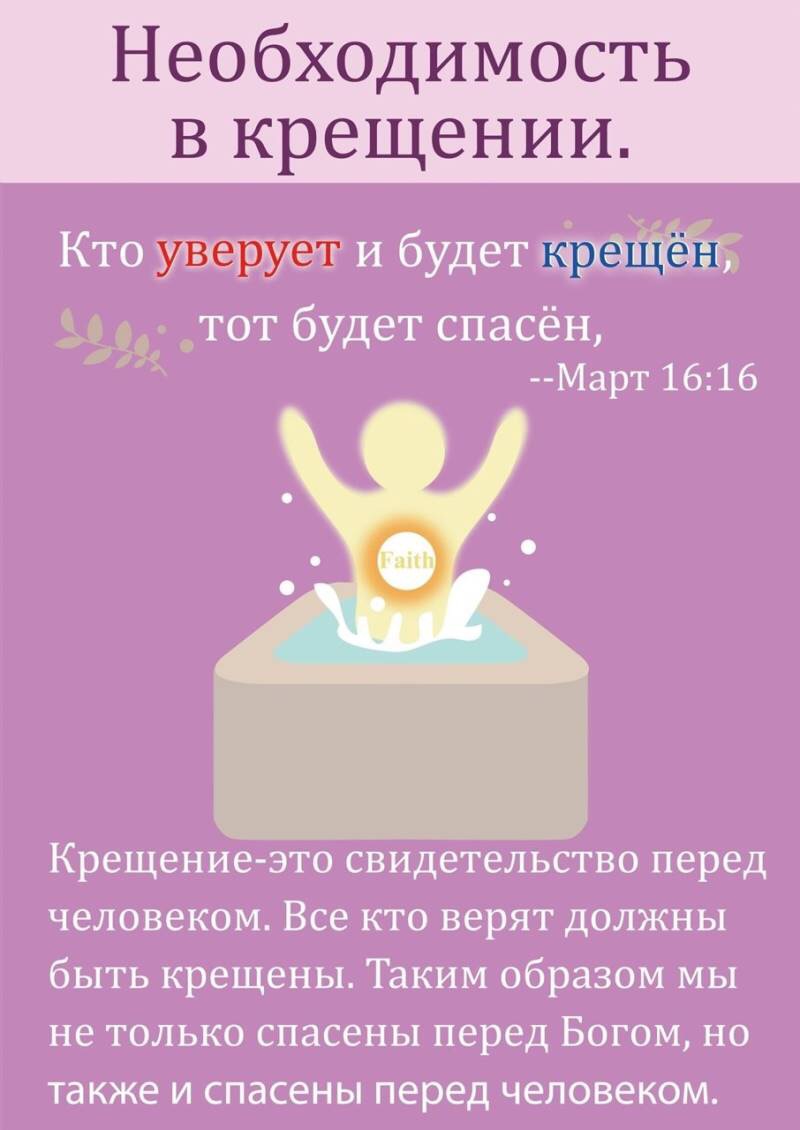 Необходимость
в крещении.
Кто уверует и будет крещён,
тот будет спасён,
--Март 16:16
Faith
Крещение-это свидетельство перед
человеком. Все кто верят должны
быть крещены. Таким образом мы
не только спасены перед Богом, но
также и спасены перед человеком.